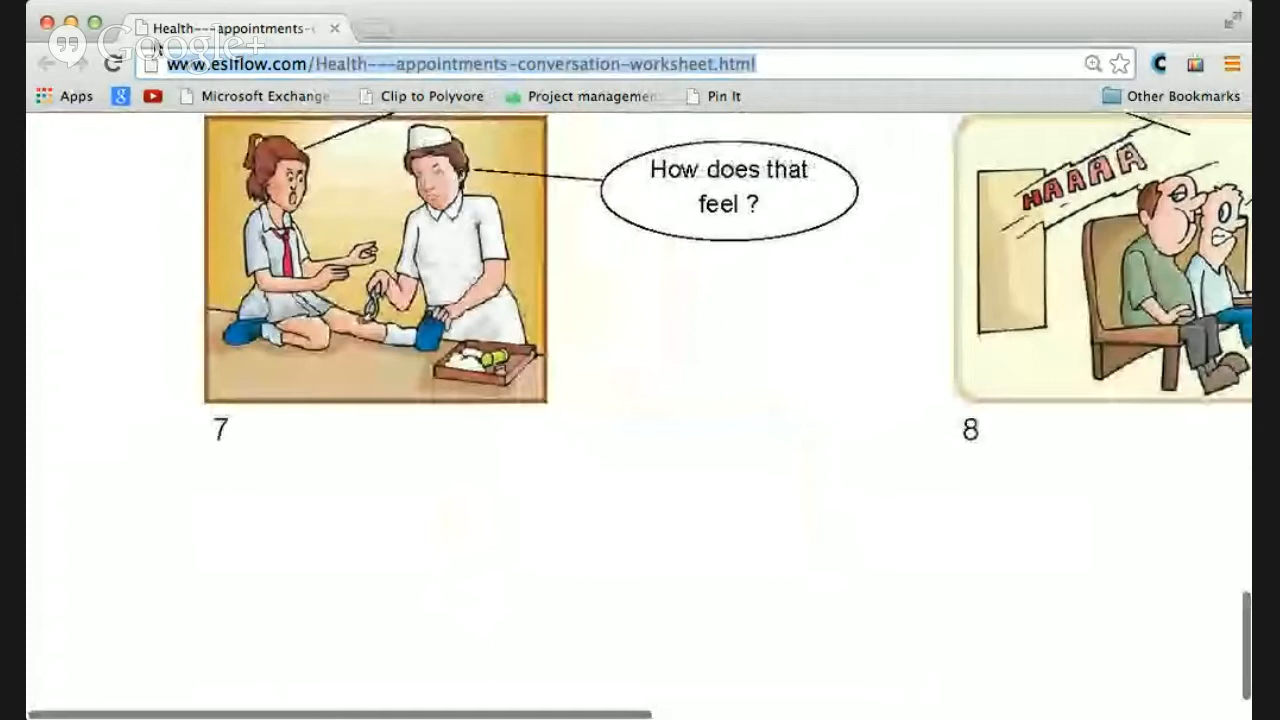 Health---appointments-
Google+
www.eslflow.com/Health---appointments-conversation-worksheet.html
Apps
Microsoft Exchange
Clip to Polyvore
Project managemen
Pin It
Other Bookmarks
How does that
feel ?
HAAAAA
7
8